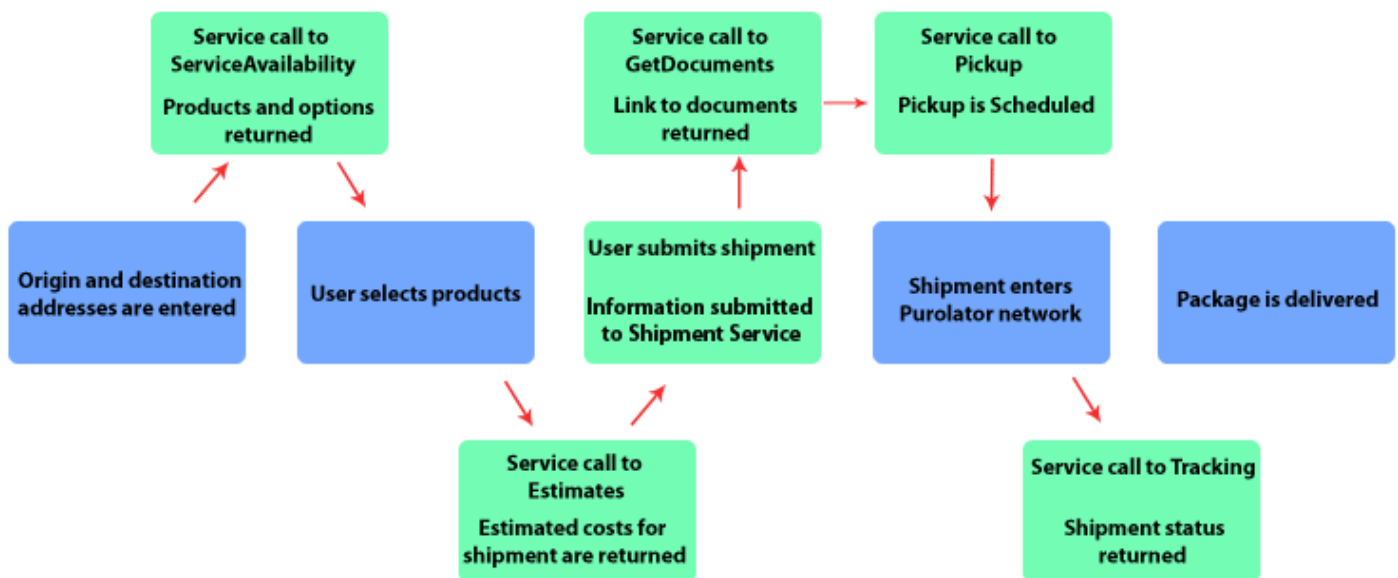 Service call to
ServiceAvailability
Products and options
returned
Service call to
GetDocuments
Link to documents
returned
Service call to
Pickup
Pickup is Scheduled
Origin and destination
addresses are entered
User selects products
User submits shipment
Information submitted
to Shipment Service
Shipment enters
Purolator network
Package is delivered
Service call to
Estimates
Estimated costs for
shipment are returned
Service call to Tracking
Shipment status
returned